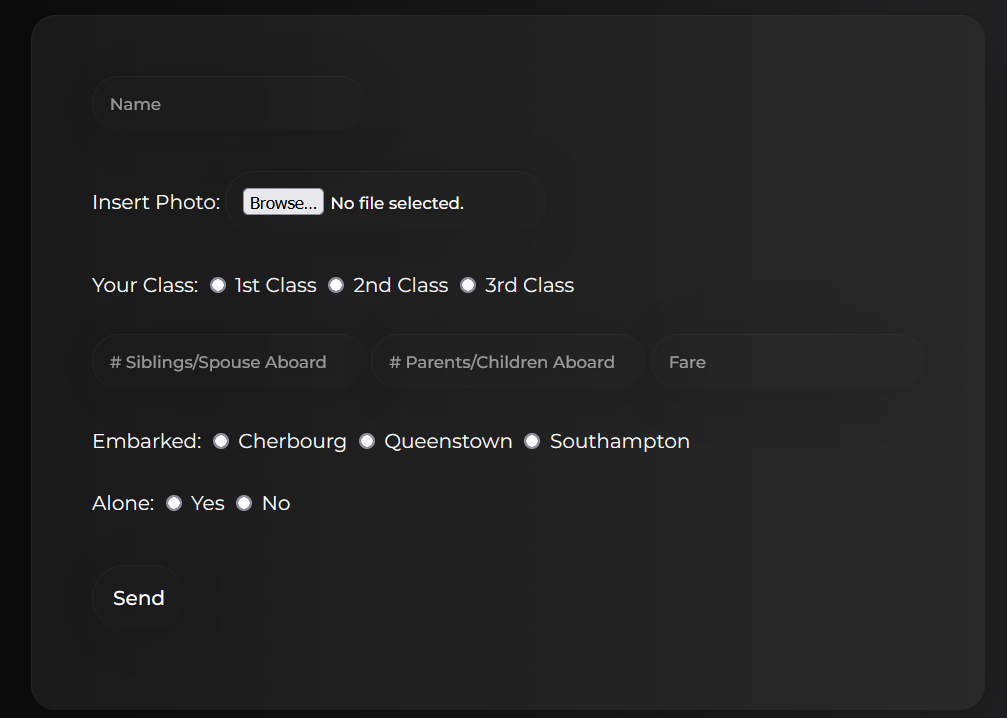 Name
Insert Photo: Browse... No file selected.
Your Class: 1st Class 2nd Class 3rd Class
# Siblings/Spouse Aboard # Parents/Children Aboard Fare
Embarked: Cherbourg Queenstown Southampton
Alone: Yes No
Send